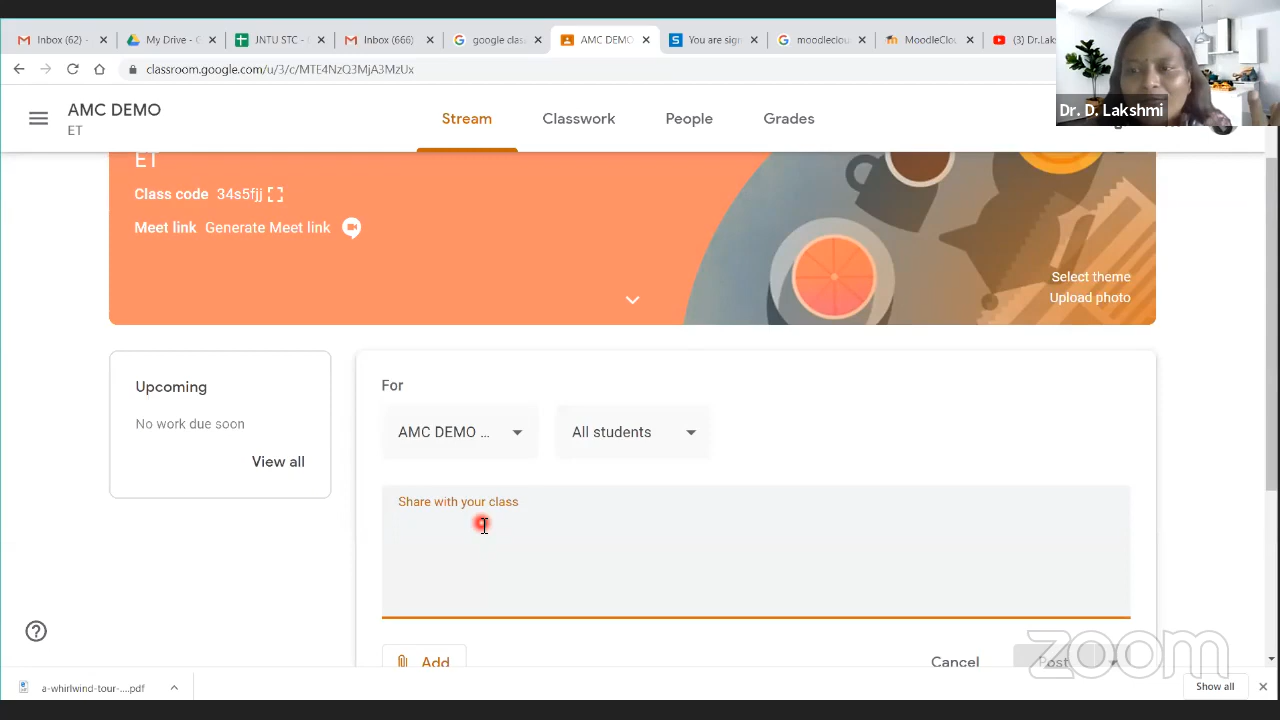 Inbox (62) -
My Drive - G
JNTU STC -
Inbox (666)
google clas
AMC DEMO
You are sig
moodleclou
MoodleClou
(3) Dr.Lak
classroom.google.com/u/3/c/MTE4NzQ3MjA3MzUx
Dr. D. Lakshmi
AMC DEMO
ET
Stream
Classwork
People
Grades
ET
Class code 34s5fjj
Meet link Generate Meet link
Select theme
Upload photo
Upcoming
No work due soon
View all
For
AMC DEMO ...
All students
Share with your class
Add
Cancel
Post
zoom
a-whirlwind-tour-....pdf
Show all